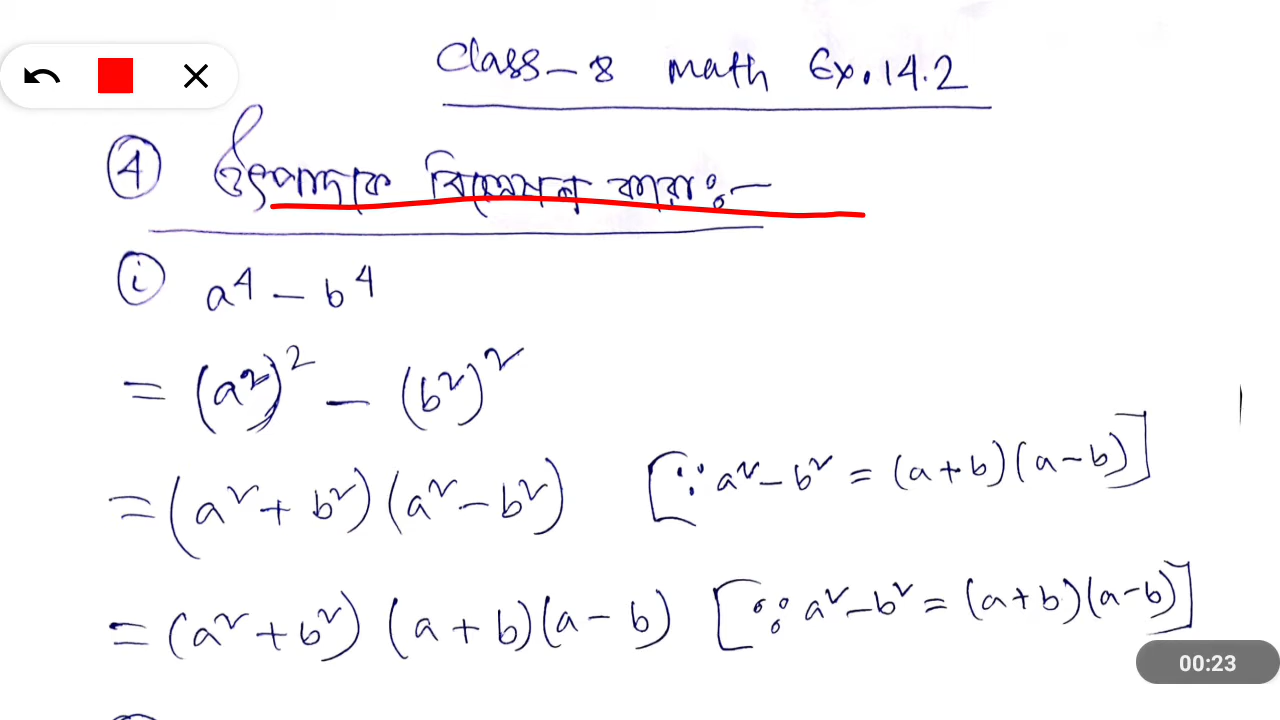 Class-8 math Ex. 14.2
④ উৎপাদকে বিশ্লেষণ করা :-
ⓘ a⁴ - b⁴
= (a²)² - (b²)²
= (a² + b²) (a² - b²) [∵ a² - b² = (a+b)(a-b)]
= (a² + b²) (a + b)(a - b) [∵ a² - b² = (a+b)(a-b)]
00:23